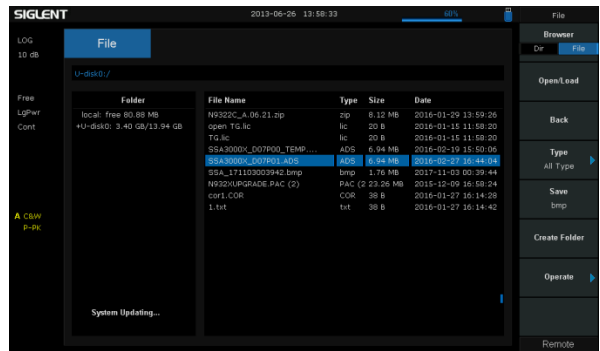 SIGLENT 2013-06-26 13:58:33 60% File
LOG
10 dB
Free
LgPwr
Cont
A C&W
P-PK
File
U-disk0:/
Folder
local: free 80.88 MB
+U-disk0: 3.40 GB/13.94 GB
System Updating...
File Name Type Size Date
N9322C_A.06.21.zip zip 8.12 MB 2016-01-29 13:59:26
open TG.lic lic 20 B 2016-01-15 11:58:20
TG.lic lic 20 B 2016-01-15 11:58:20
SSA3000X_D07P00_TEMP.... ADS 6.94 MB 2016-02-19 15:50:06
SSA3000X_D07P01.ADS ADS 6.94 MB 2016-02-27 16:44:04
SSA_171103003942.bmp bmp 1.76 MB 2017-11-03 00:39:44
N932XUPGRADE.PAC (2) PAC (2 23.26 MB 2015-12-09 16:58:24
cor1.COR COR 38 B 2016-01-27 16:14:28
1.txt txt 38 B 2016-01-27 16:14:42
Browser
Dir File
Open/Load
Back
Type
All Type
Save
bmp
Create Folder
Operate
Remote